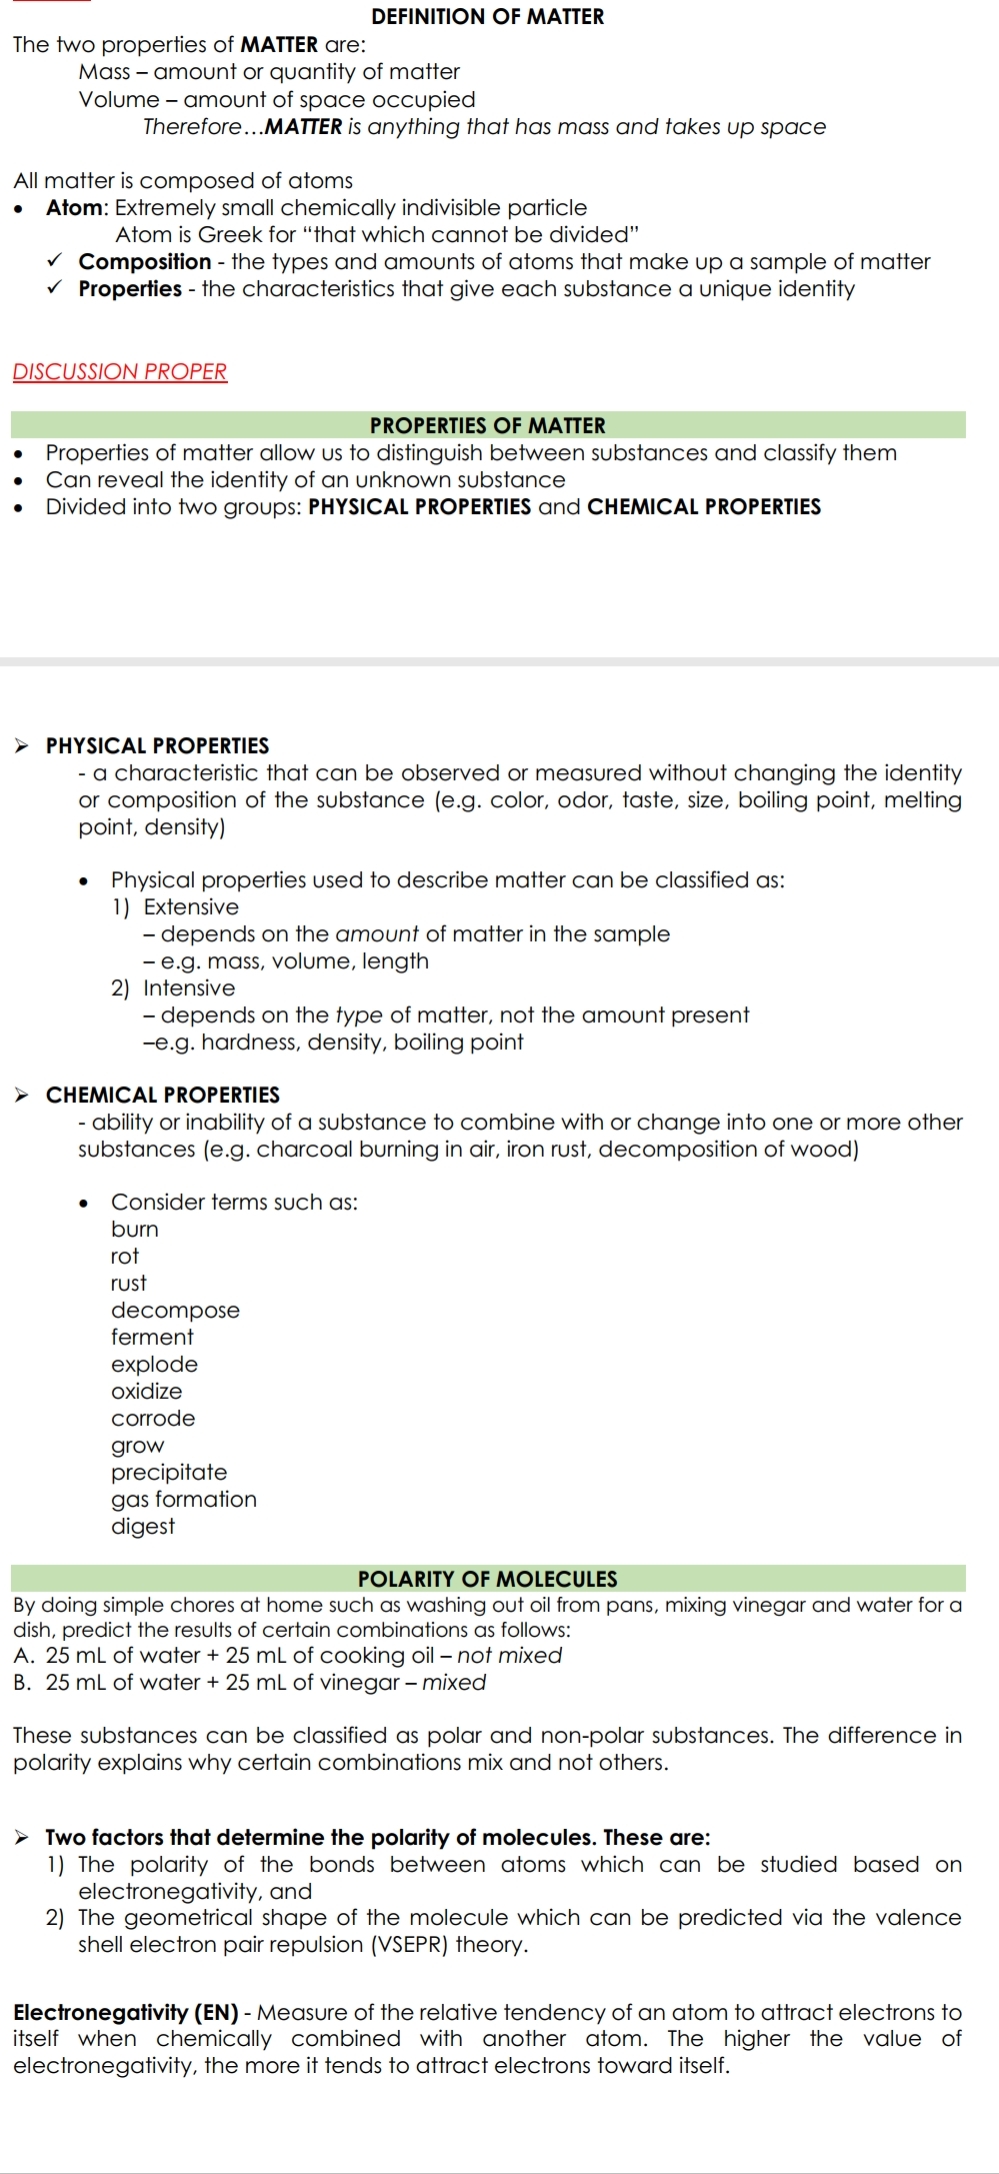 DEFINITION OF MATTER
The two properties of MATTER are:
Mass – amount or quantity of matter
Volume – amount of space occupied
Therefore…MATTER is anything that has mass and takes up space
All matter is composed of atoms
• Atom: Extremely small chemically indivisible particle
Atom is Greek for “that which cannot be divided”
✓ Composition - the types and amounts of atoms that make up a sample of matter
✓ Properties - the characteristics that give each substance a unique identity
DISCUSSION PROPER
PROPERTIES OF MATTER
• Properties of matter allow us to distinguish between substances and classify them
• Can reveal the identity of an unknown substance
• Divided into two groups: PHYSICAL PROPERTIES and CHEMICAL PROPERTIES
➢ PHYSICAL PROPERTIES
- a characteristic that can be observed or measured without changing the identity
or composition of the substance (e.g. color, odor, taste, size, boiling point, melting
point, density)
• Physical properties used to describe matter can be classified as:
1) Extensive
– depends on the amount of matter in the sample
– e.g. mass, volume, length
2) Intensive
– depends on the type of matter, not the amount present
–e.g. hardness, density, boiling point
➢ CHEMICAL PROPERTIES
- ability or inability of a substance to combine with or change into one or more other
substances (e.g. charcoal burning in air, iron rust, decomposition of wood)
• Consider terms such as:
burn
rot
rust
decompose
ferment
explode
oxidize
corrode
grow
precipitate
gas formation
digest
POLARITY OF MOLECULES
By doing simple chores at home such as washing out oil from pans, mixing vinegar and water for a
dish, predict the results of certain combinations as follows:
A. 25 mL of water + 25 mL of cooking oil – not mixed
B. 25 mL of water + 25 mL of vinegar – mixed
These substances can be classified as polar and non-polar substances. The difference in
polarity explains why certain combinations mix and not others.
➢ Two factors that determine the polarity of molecules. These are:
1) The polarity of the bonds between atoms which can be studied based on
electronegativity, and
2) The geometrical shape of the molecule which can be predicted via the valence
shell electron pair repulsion (VSEPR) theory.
Electronegativity (EN) - Measure of the relative tendency of an atom to attract electrons to
itself when chemically combined with another atom. The higher the value of
electronegativity, the more it tends to attract electrons toward itself.